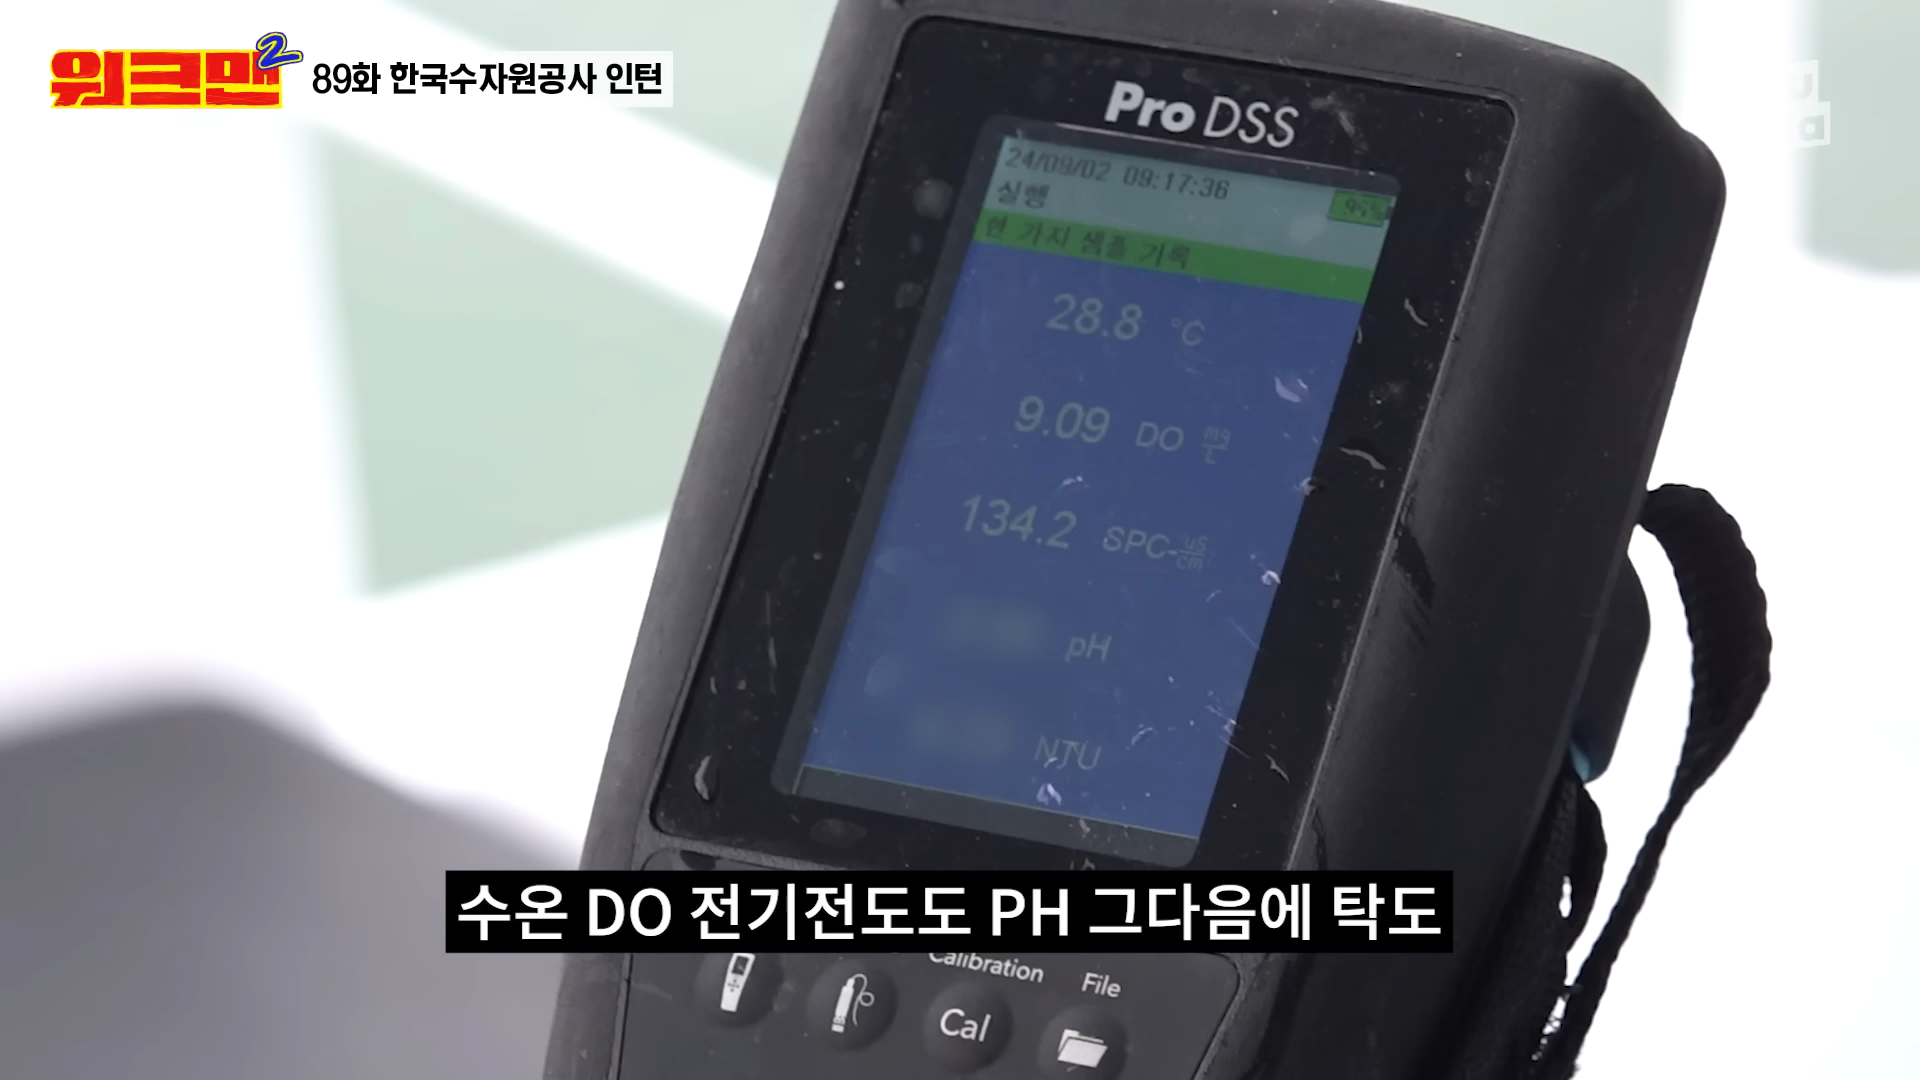 워크맨2
89화 한국수자원공사 인턴
Pro DSS
24/09/02 09:17:36
실행
한 가지 샘플 기록
28.8 °C
9.09 DO mg/L
134.2 SPC-uS/cm
pH
NTU
수온 DO 전기전도도 PH 그다음에 탁도
Calibration File
Cal